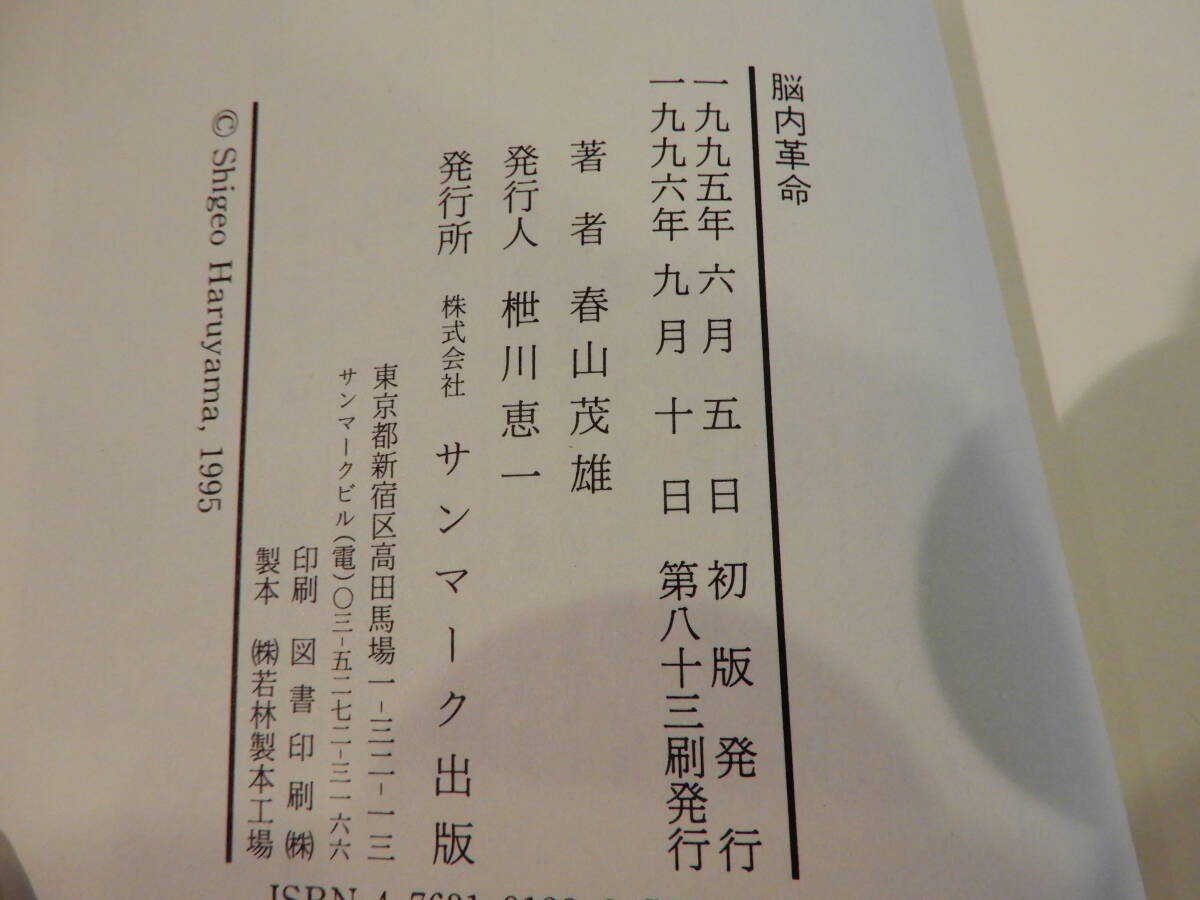 脳内革命
一九九五年 六月 五日 初版発行
一九九六年 九月 十日 第八十三刷発行
著者 春山茂雄
発行人 枻川恵一
発行所 株式会社 サンマーク出版
東京都新宿区高田馬場一-三二-一三
サンマークビル(電)〇三-五二七二-三一六六
印刷 図書印刷㈱
製本 ㈱若林製本工場
© Shigeo Haruyama, 1995
ISBN 4